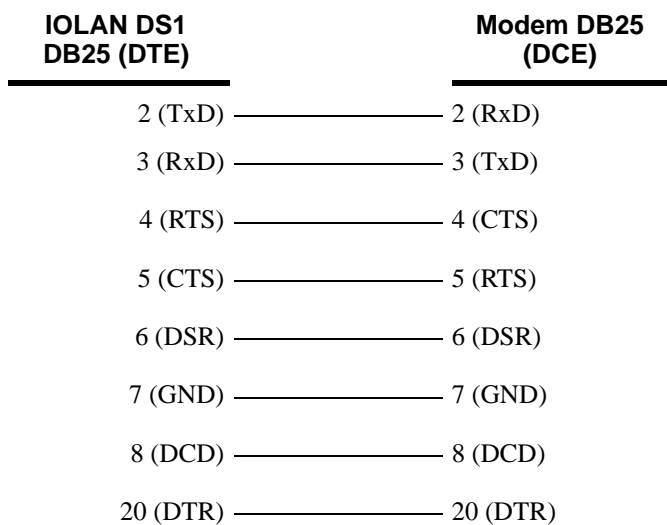 IOLAN DS1 Modem DB25
DB25 (DTE) (DCE)
2 (TxD) 2 (RxD)
3 (RxD) 3 (TxD)
4 (RTS) 4 (CTS)
5 (CTS) 5 (RTS)
6 (DSR) 6 (DSR)
7 (GND) 7 (GND)
8 (DCD) 8 (DCD)
20 (DTR) 20 (DTR)